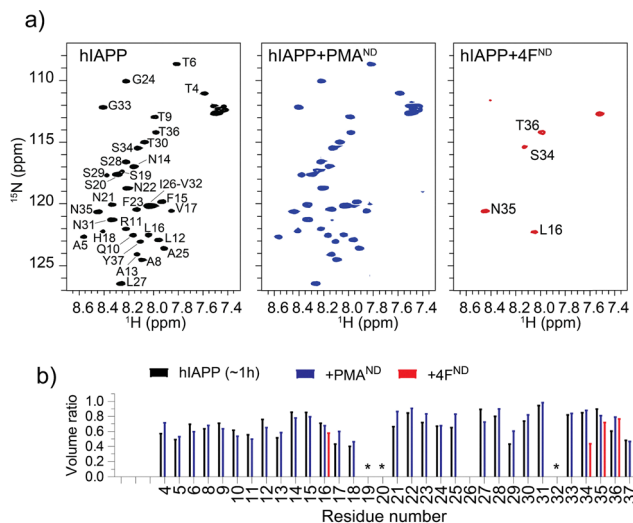 a)
hIAPP
hIAPP+PMA^ND
hIAPP+4F^ND
T6
G24
T4
G33
T9
T36
T30
S34
S28
N14
S29
S19
S20
N22
I26-V32
N21
F23
F15
N35
V17
R11
L16
N31
H18
L12
A5
Q10
Y37
A25
A13
A8
L27
T36
S34
N35
L16
110
115
120
125
15N (ppm)
8.6 8.4 8.2 8.0 7.8 7.6 7.4
8.6 8.4 8.2 8.0 7.8 7.6 7.4
8.6 8.4 8.2 8.0 7.8 7.6 7.4
1H (ppm)
1H (ppm)
1H (ppm)
b)
hIAPP (~1h)
+PMA^ND
+4F^ND
Volume ratio
1.0
0.8
0.6
0.4
0.2
0.0
* * *
4 5 6 8 9 10 11 12 13 14 15 16 17 18 19 20 21 22 23 24 25 27 28 29 30 31 32 33 34 35 36 37
Residue number